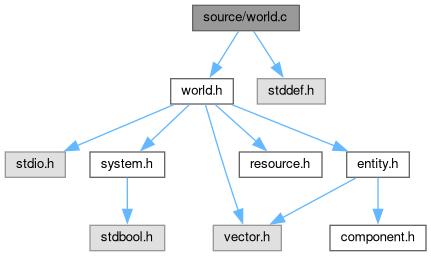 source/world.c
world.h
stddef.h
stdio.h
system.h
resource.h
entity.h
stdbool.h
vector.h
component.h